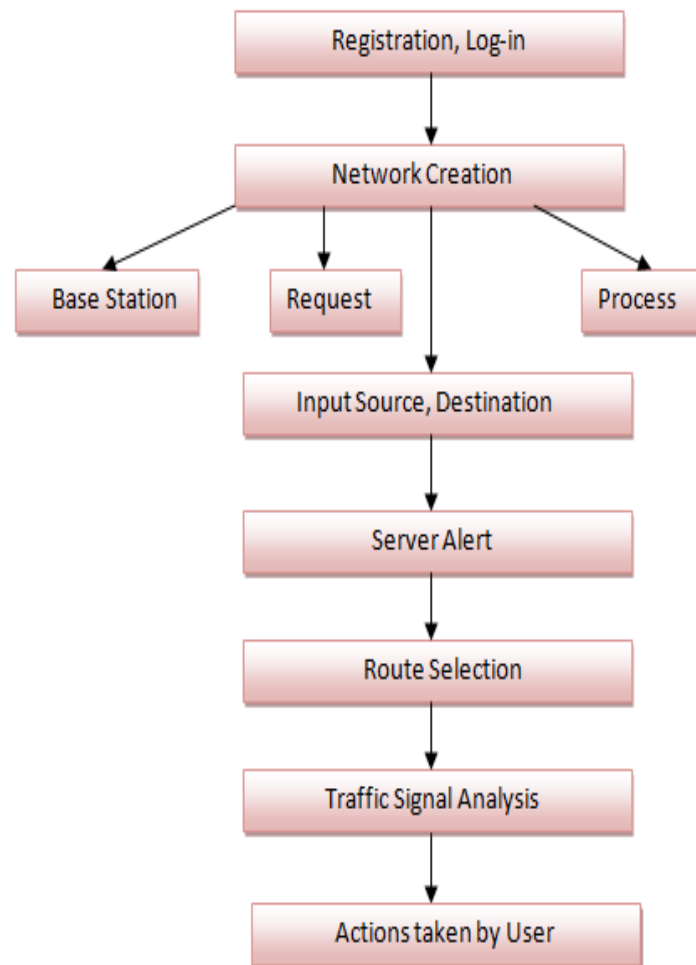 Registration, Log-in
Network Creation
Base Station
Request
Process
Input Source, Destination
Server Alert
Route Selection
Traffic Signal Analysis
Actions taken by User